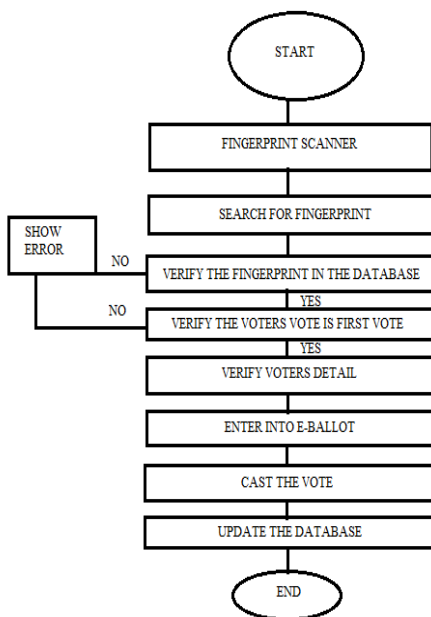 START
FINGERPRINT SCANNER
SEARCH FOR FINGERPRINT
SHOW
ERROR
NO
VERIFY THE FINGERPRINT IN THE DATABASE
YES
NO
VERIFY THE VOTERS VOTE IS FIRST VOTE
YES
VERIFY VOTERS DETAIL
ENTER INTO E-BALLOT
CAST THE VOTE
UPDATE THE DATABASE
END